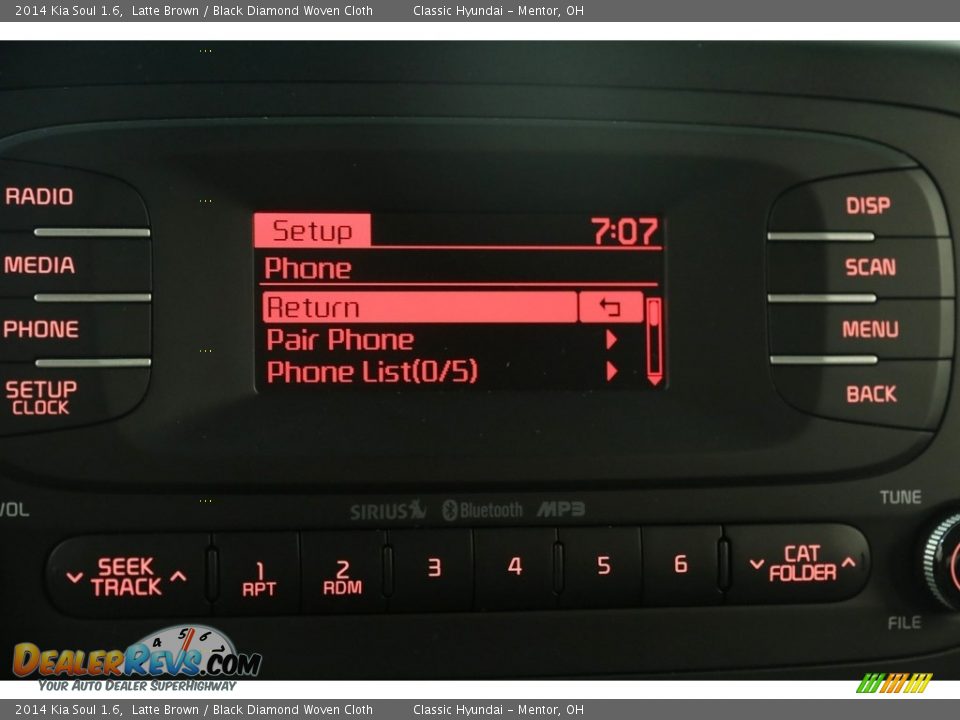 2014 Kia Soul 1.6, Latte Brown / Black Diamond Woven Cloth Classic Hyundai - Mentor, OH
RADIO
MEDIA
PHONE
SETUP
CLOCK
Setup 7:07
Phone
Return
Pair Phone
Phone List(0/5)
DISP
SCAN
MENU
BACK
VOL
SIRIUS Bluetooth MP3
TUNE
SEEK
TRACK
1
RPT
2
RDM
3
4
5
6
CAT
FOLDER
FILE
4 5 6
DEALERREVS.COM
YOUR AUTO DEALER SUPERHIGHWAY
2014 Kia Soul 1.6, Latte Brown / Black Diamond Woven Cloth Classic Hyundai - Mentor, OH